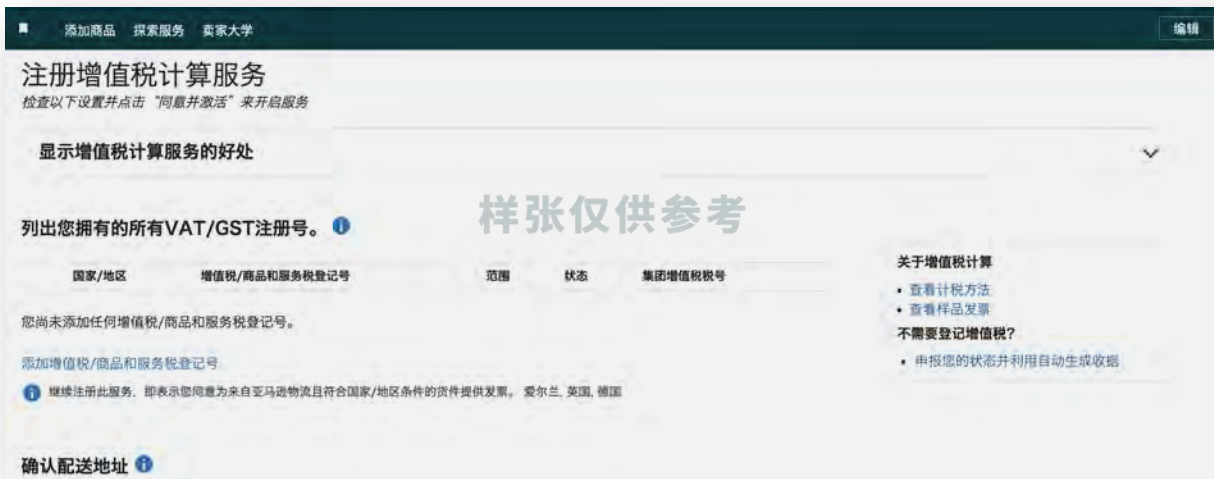 添加商品 探索服务 卖家大学 编辑
注册增值税计算服务
检查以下设置并点击“同意并激活”来开启服务
显示增值税计算服务的好处
样张仅供参考
列出您拥有的所有VAT/GST注册号。
国家/地区 增值税/商品和服务税登记号 范围 状态 集团增值税税号
您尚未添加任何增值税/商品和服务税登记号。
添加增值税/商品和服务税登记号
继续注册此服务，即表示您同意为来自亚马逊物流且符合国家/地区条件的货件提供发票。 爱尔兰, 英国, 德国
关于增值税计算
• 查看计税方法
• 查看样品发票
不需要登记增值税?
• 申报您的状态并利用自动生成收据
确认配送地址